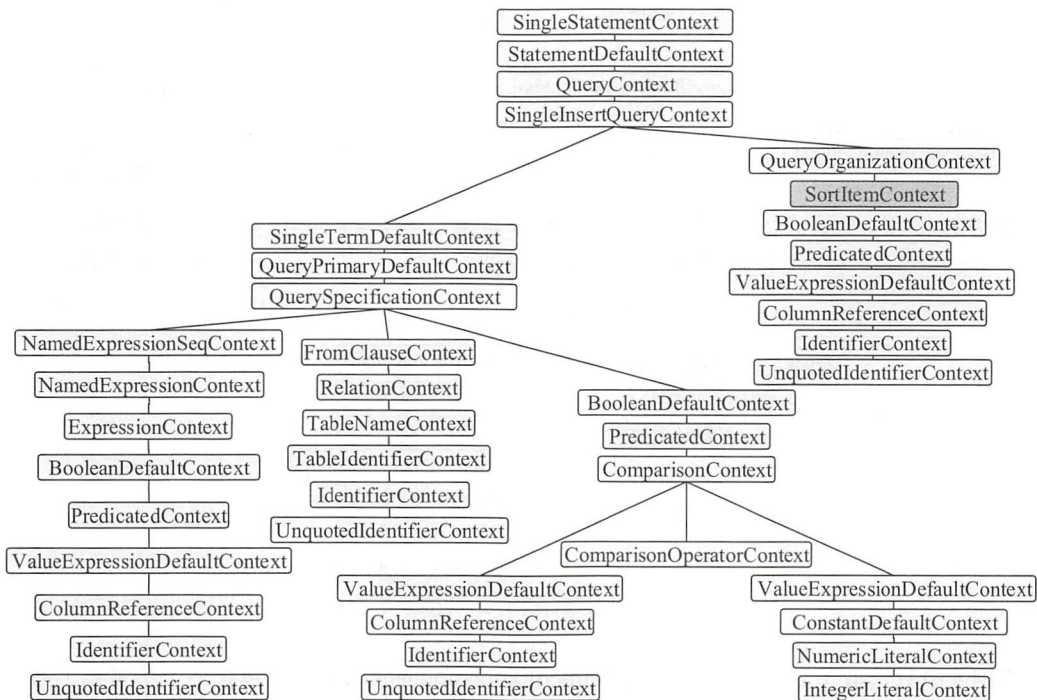 SingleStatementContext
StatementDefaultContext
QueryContext
SingleInsertQueryContext
QueryOrganizationContext
SortItemContext
BooleanDefaultContext
PredicatedContext
ValueExpressionDefaultContext
ColumnReferenceContext
IdentifierContext
UnquotedIdentifierContext
SingleTermDefaultContext
QueryPrimaryDefaultContext
QuerySpecificationContext
NamedExpressionSeqContext
NamedExpressionContext
ExpressionContext
BooleanDefaultContext
PredicatedContext
ValueExpressionDefaultContext
ColumnReferenceContext
IdentifierContext
UnquotedIdentifierContext
FromClauseContext
RelationContext
TableNameContext
TableIdentifierContext
IdentifierContext
UnquotedIdentifierContext
BooleanDefaultContext
PredicatedContext
ComparisonContext
ComparisonOperatorContext
ValueExpressionDefaultContext
ColumnReferenceContext
IdentifierContext
UnquotedIdentifierContext
ValueExpressionDefaultContext
ConstantDefaultContext
NumericLiteralContext
IntegerLiteralContext